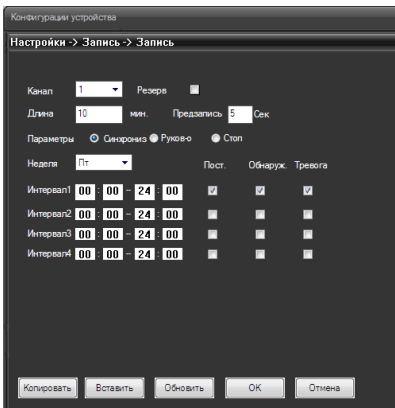 Конфигурации устройства
Настройки -> Запись -> Запись
Канал 1 Резерв
Длина 10 мин. Предзапись 5 Сек
Параметры Синхрониз Руков-о Стоп
Неделя Пт Пост. Обнаруж. Тревога
Интервал1 00 : 00 - 24 : 00
Интервал2 00 : 00 - 24 : 00
Интервал3 00 : 00 - 24 : 00
Интервал4 00 : 00 - 24 : 00
Копировать Вставить Обновить OK Отмена